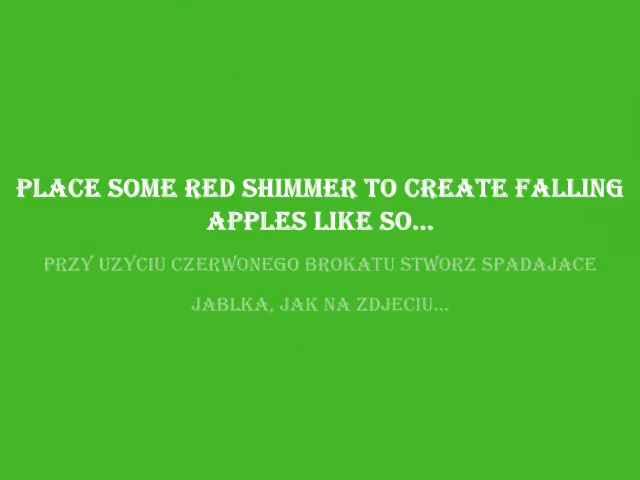 PLACE SOME RED SHIMMER TO CREATE FALLING
APPLES LIKE SO...
PRZY UZYCIU CZERWONEGO BROKATU STWORZ SPADAJACE
JABLKA, JAK NA ZDJECIU...